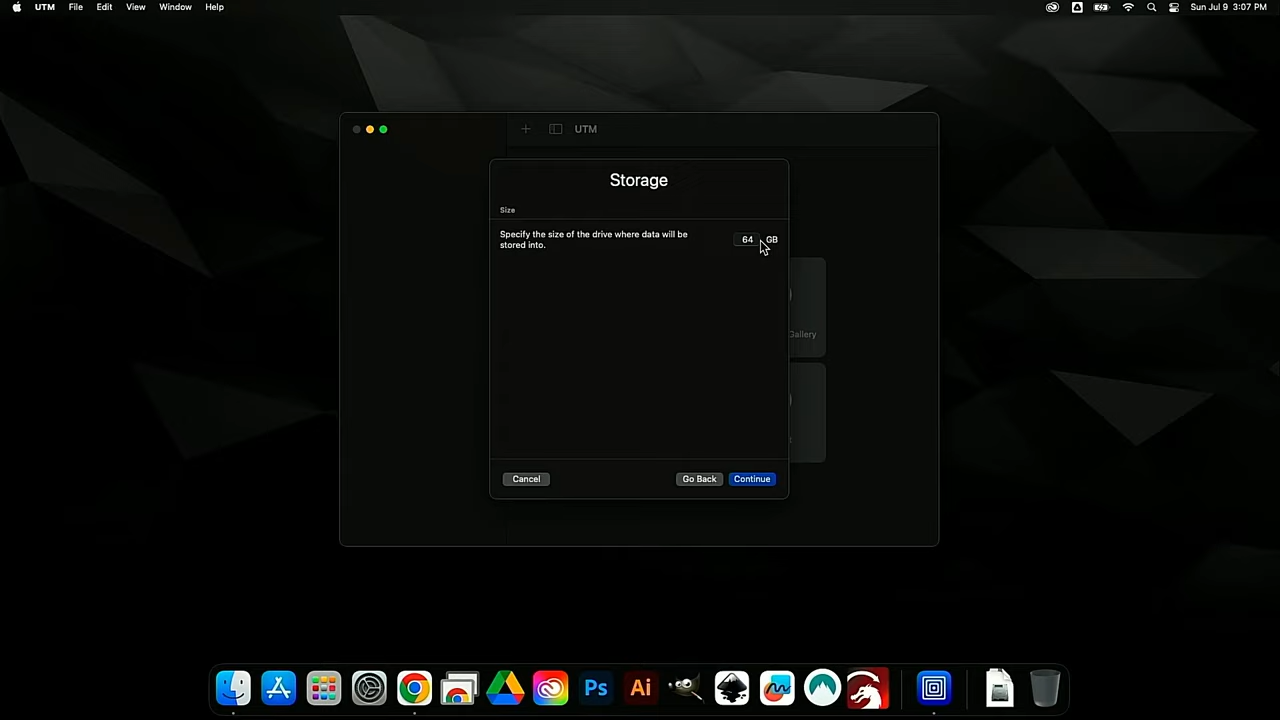 UTM File Edit View Window Help
Sun Jul 9 3:07 PM
UTM
Storage
Size
Specify the size of the drive where data will be
stored into.
64 GB
Gallery
Cancel
Go Back
Continue
Ps
Ai